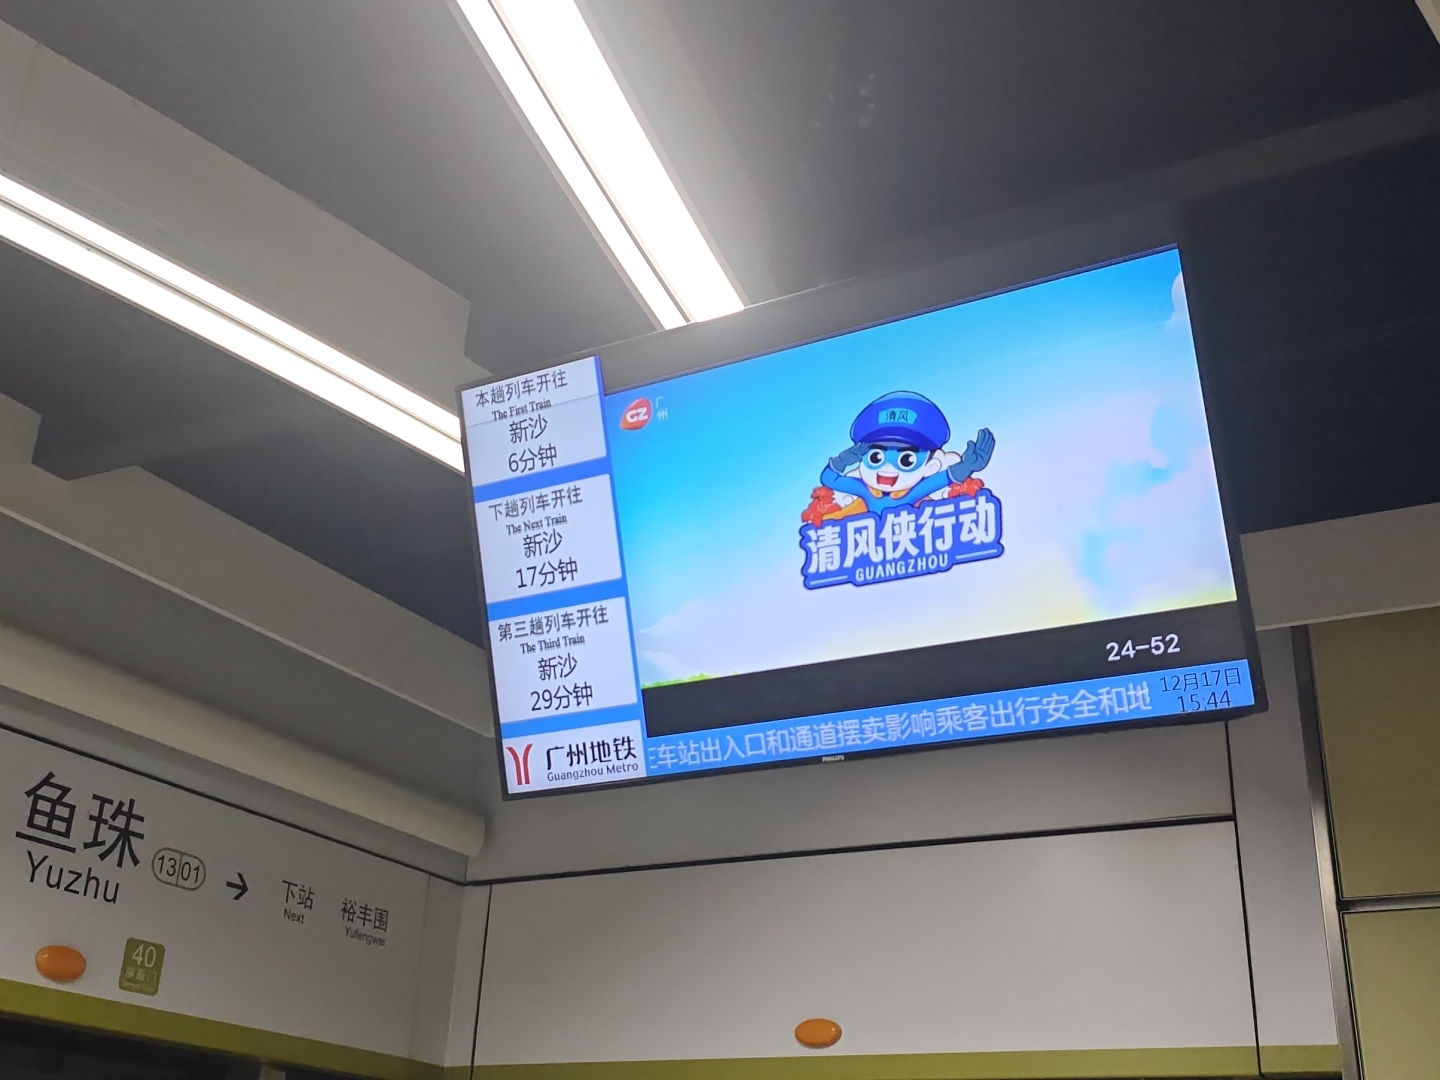 本趟列车开往
The First Train
新沙
6分钟
下趟列车开往
The Next Train
新沙
17分钟
第三趟列车开往
The Third Train
新沙
29分钟
广州地铁
Guangzhou Metro
GZ 广州
清风
清风侠行动
GUANGZHOU
24-52
车站出入口和通道摆卖影响乘客出行安全和地
12月17日
15:44
PHILIPS
鱼珠
Yuzhu
13 01
→
下站
Next
裕丰围
Yufengwei
40
屏蔽门